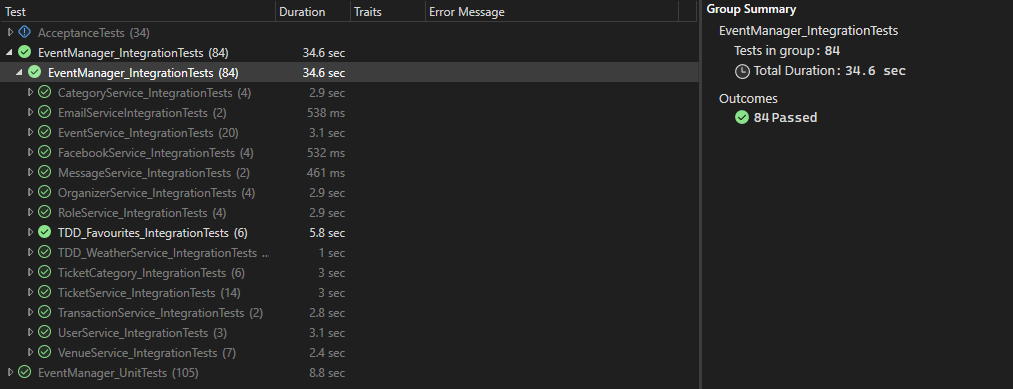 Test Duration Traits Error Message
AcceptanceTests (34)
EventManager_IntegrationTests (84) 34.6 sec
EventManager_IntegrationTests (84) 34.6 sec
CategoryService_IntegrationTests (4) 2.9 sec
EmailServiceIntegrationTests (2) 538 ms
EventService_IntegrationTests (20) 3.1 sec
FacebookService_IntegrationTests (4) 532 ms
MessageService_IntegrationTests (2) 461 ms
OrganizerService_IntegrationTests (4) 2.9 sec
RoleService_IntegrationTests (4) 2.9 sec
TDD_Favourites_IntegrationTests (6) 5.8 sec
TDD_WeatherService_IntegrationTests ... 1 sec
TicketCategory_IntegrationTests (6) 3 sec
TicketService_IntegrationTests (14) 3 sec
TransactionService_IntegrationTests (2) 2.8 sec
UserService_IntegrationTests (3) 3.1 sec
VenueService_IntegrationTests (7) 2.4 sec
EventManager_UnitTests (105) 8.8 sec
Group Summary
EventManager_IntegrationTests
Tests in group: 84
Total Duration: 34.6 sec
Outcomes
84 Passed